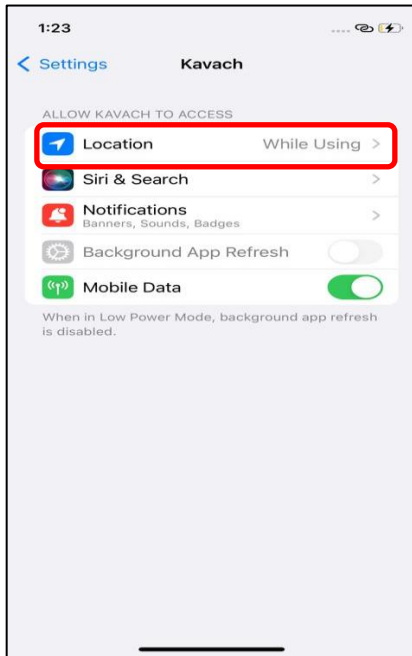 1:23
Settings
Kavach
ALLOW KAVACH TO ACCESS
Location While Using
Siri & Search
Notifications
Banners, Sounds, Badges
Background App Refresh
Mobile Data
When in Low Power Mode, background app refresh
is disabled.